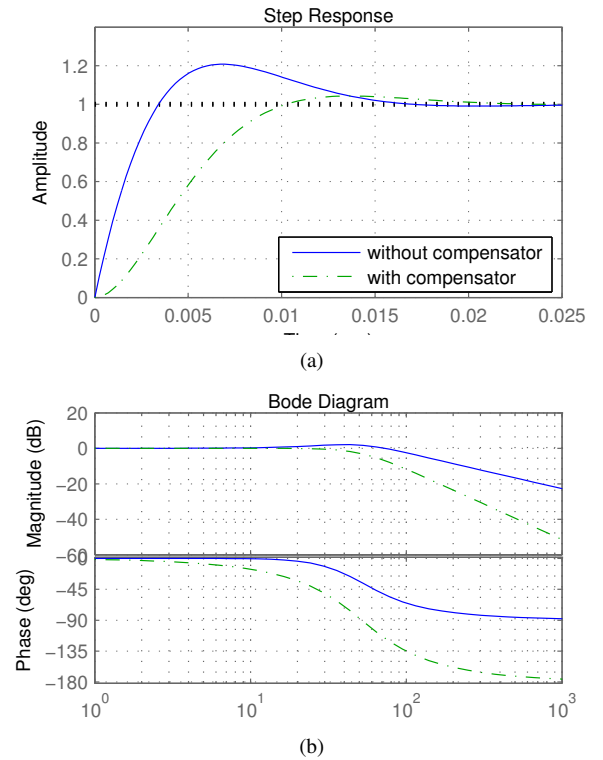 Step Response
Amplitude
1.2
1
0.8
0.6
0.4
0.2
0
without compensator
with compensator
0 0.005 0.01 0.015 0.02 0.025
(a)
Bode Diagram
Magnitude (dB)
20
0
−20
−40
−60
Phase (deg)
0
−45
−90
−135
−180
10^0 10^1 10^2 10^3
(b)